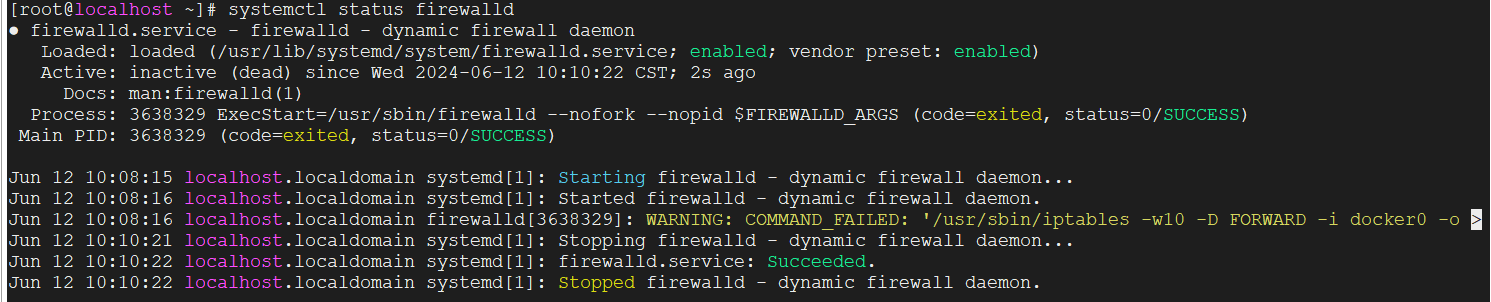 [root@localhost ~]# systemctl status firewalld
● firewalld.service - firewalld - dynamic firewall daemon
   Loaded: loaded (/usr/lib/systemd/system/firewalld.service; enabled; vendor preset: enabled)
   Active: inactive (dead) since Wed 2024-06-12 10:10:22 CST; 2s ago
     Docs: man:firewalld(1)
  Process: 3638329 ExecStart=/usr/sbin/firewalld --nofork --nopid $FIREWALLD_ARGS (code=exited, status=0/SUCCESS)
 Main PID: 3638329 (code=exited, status=0/SUCCESS)

Jun 12 10:08:15 localhost.localdomain systemd[1]: Starting firewalld - dynamic firewall daemon...
Jun 12 10:08:16 localhost.localdomain systemd[1]: Started firewalld - dynamic firewall daemon.
Jun 12 10:08:16 localhost.localdomain firewalld[3638329]: WARNING: COMMAND_FAILED: '/usr/sbin/iptables -w10 -D FORWARD -i docker0 -o >
Jun 12 10:10:21 localhost.localdomain systemd[1]: Stopping firewalld - dynamic firewall daemon...
Jun 12 10:10:22 localhost.localdomain systemd[1]: firewalld.service: Succeeded.
Jun 12 10:10:22 localhost.localdomain systemd[1]: Stopped firewalld - dynamic firewall daemon.